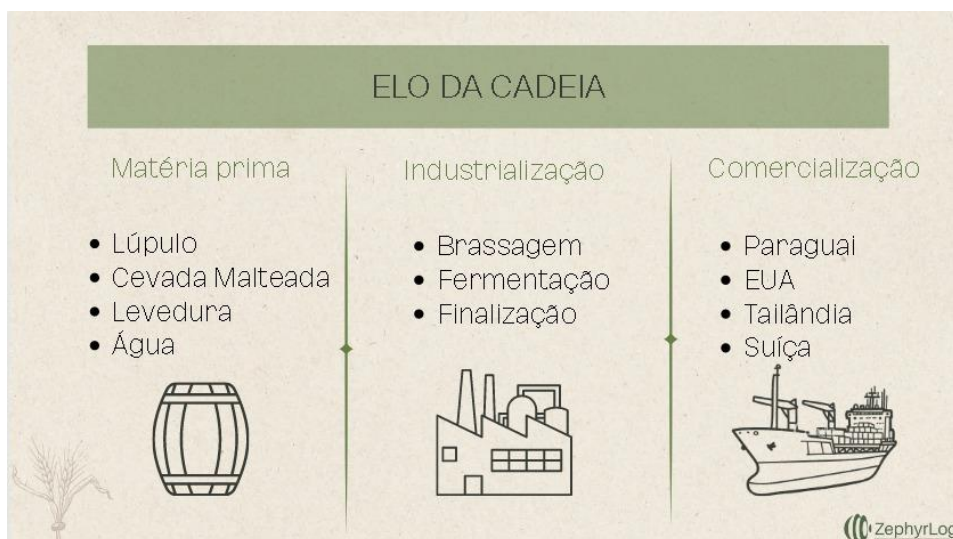 ELO DA CADEIA
Matéria prima
• Lúpulo
• Cevada Malteada
• Levedura
• Água
Industrialização
• Brassagem
• Fermentação
• Finalização
Comercialização
• Paraguai
• EUA
• Tailândia
• Suíça
ZephyrLog